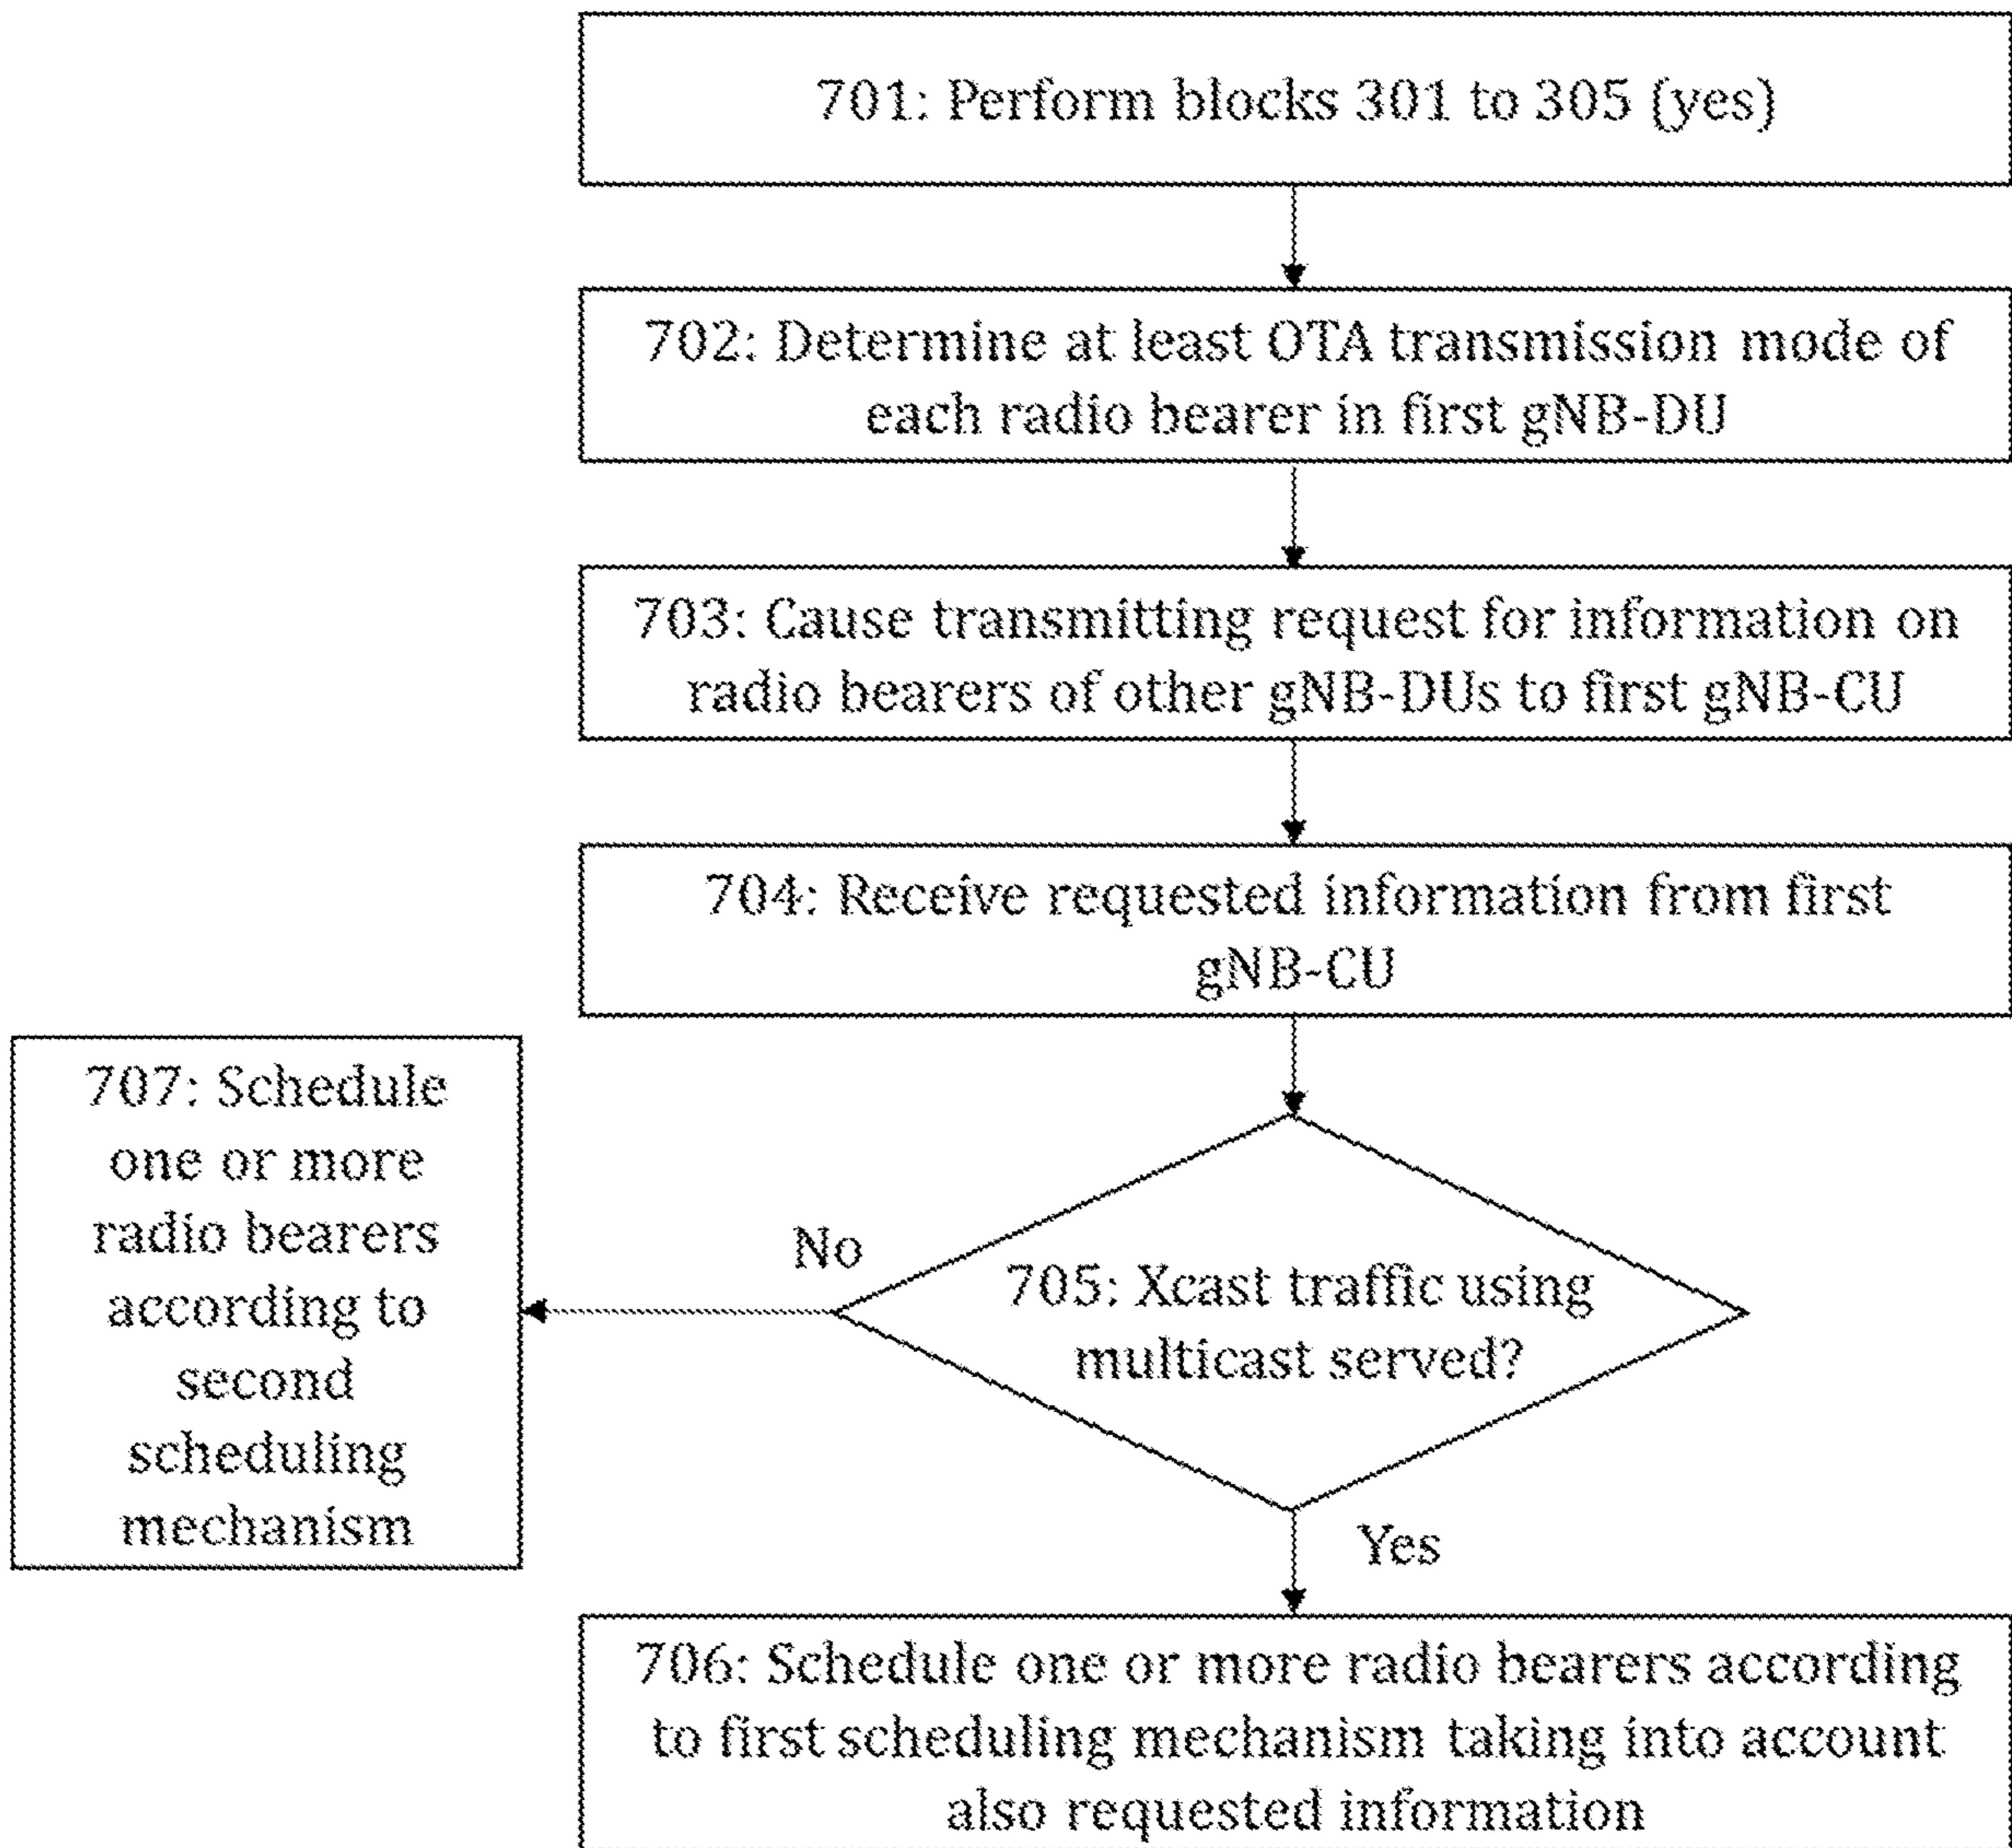 701: Perform blocks 301 to 305 (yes)
702: Determine at least OTA transmission mode of
each radio bearer in first gNB-DU
703: Cause transmitting request for information on
radio bearers of other gNB-DUs to first gNB-CU
704: Receive requested information from first
gNB-CU
705: Xcast traffic using
multicast served?
No
707: Schedule
one or more
radio bearers
according to
second
scheduling
mechanism
Yes
706: Schedule one or more radio bearers according
to first scheduling mechanism taking into account
also requested information